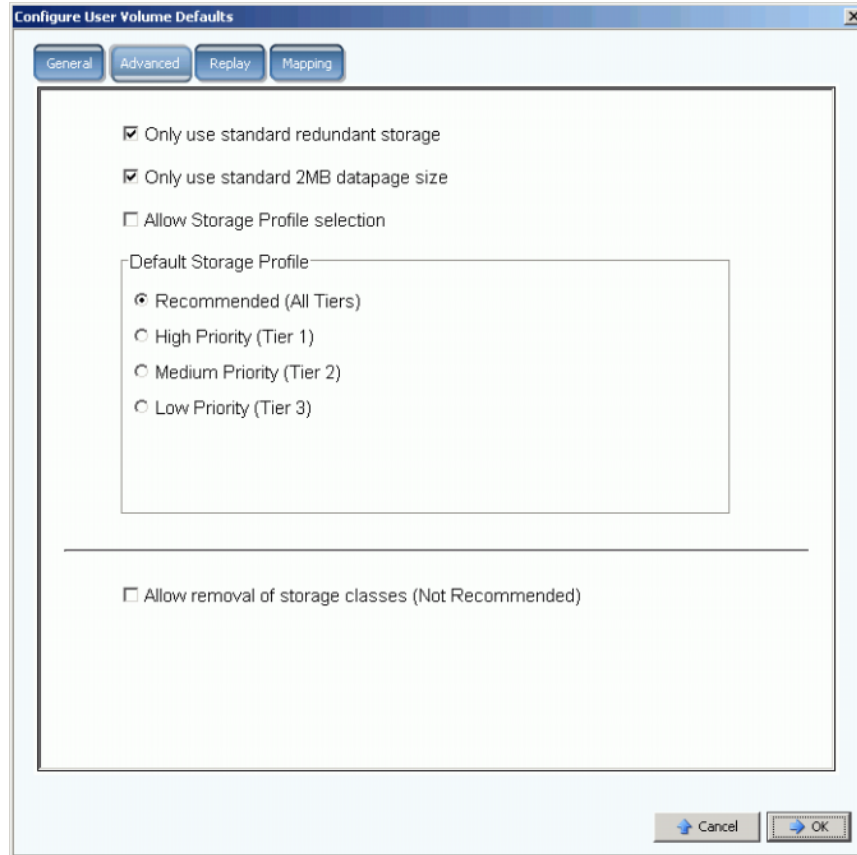 Configure User Volume Defaults
General Advanced Replay Mapping
Only use standard redundant storage
Only use standard 2MB datapage size
Allow Storage Profile selection
Default Storage Profile
Recommended (All Tiers)
High Priority (Tier 1)
Medium Priority (Tier 2)
Low Priority (Tier 3)
Allow removal of storage classes (Not Recommended)
Cancel OK